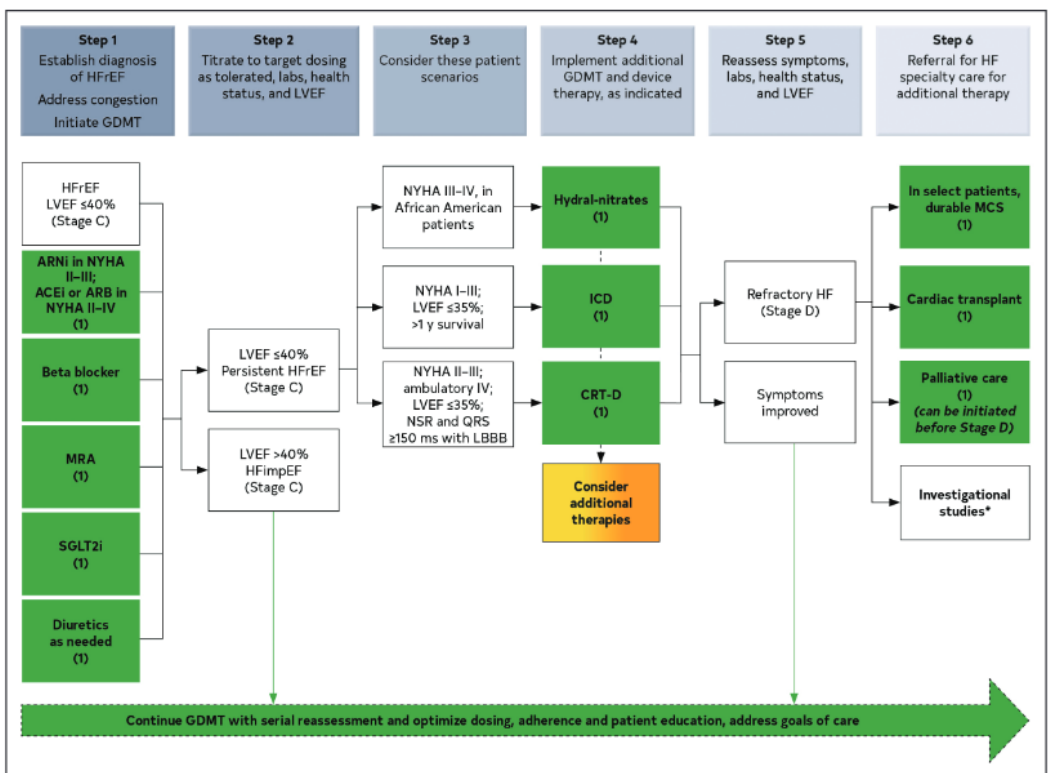 Step 1
Establish diagnosis
of HFrEF
Address congestion
Initiate GDMT
Step 2
Titrate to target dosing
as tolerated, labs, health
status, and LVEF
Step 3
Consider these patient
scenarios
Step 4
Implement additional
GDMT and device
therapy, as indicated
Step 5
Reassess symptoms,
labs, health status,
and LVEF
Step 6
Referral for HF
specialty care for
additional therapy
HFrEF
LVEF ≤40%
(Stage C)
ARNi in NYHA
II–III;
ACEi or ARB in
NYHA II–IV
(1)
Beta blocker
(1)
MRA
(1)
SGLT2i
(1)
Diuretics
as needed
(1)
LVEF ≤40%
Persistent HFrEF
(Stage C)
LVEF >40%
HFimpEF
(Stage C)
NYHA III–IV, in
African American
patients
NYHA I–III;
LVEF ≤35%;
>1 y survival
NYHA II–III;
ambulatory IV;
LVEF ≤35%;
NSR and QRS
≥150 ms with LBBB
Hydral-nitrates
(1)
ICD
(1)
CRT-D
(1)
Consider
additional
therapies
Refractory HF
(Stage D)
Symptoms
improved
In select patients,
durable MCS
(1)
Cardiac transplant
(1)
Palliative care
(1)
(can be initiated
before Stage D)
Investigational
studies*
Continue GDMT with serial reassessment and optimize dosing, adherence and patient education, address goals of care